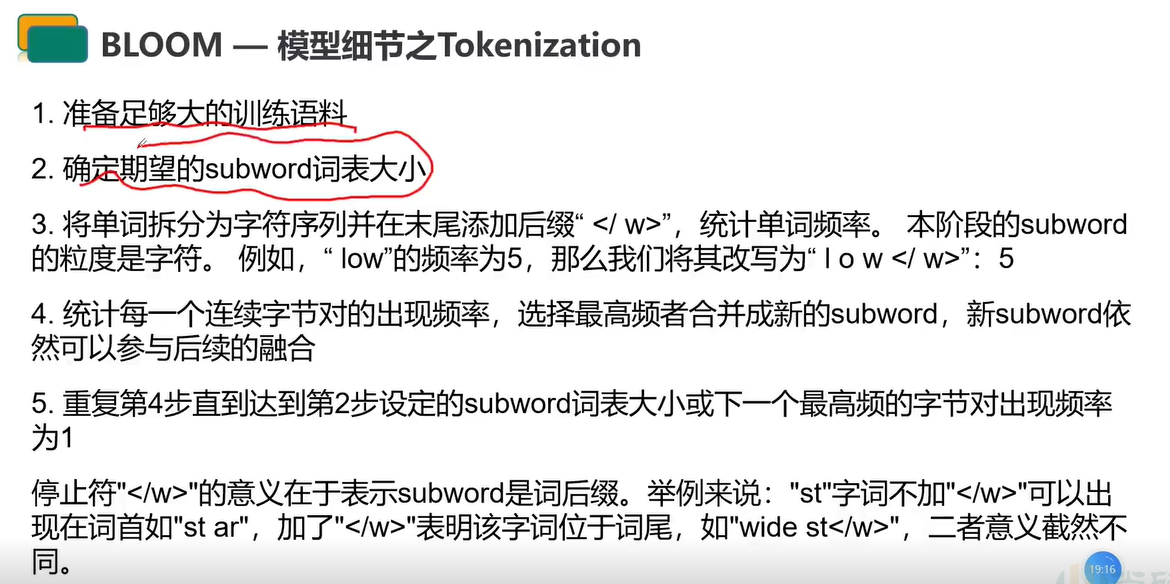 BLOOM — 模型细节之Tokenization
1. 准备足够大的训练语料
2. 确定期望的subword词表大小
3. 将单词拆分为字符序列并在末尾添加后缀“ </ w>”，统计单词频率。 本阶段的subword
的粒度是字符。 例如，“ low”的频率为5，那么我们将其改写为“ l o w </ w>”：5
4. 统计每一个连续字节对的出现频率，选择最高频者合并成新的subword，新subword依
然可以参与后续的融合
5. 重复第4步直到达到第2步设定的subword词表大小或下一个最高频的字节对出现频率
为1
停止符"</w>"的意义在于表示subword是词后缀。举例来说："st"字词不加"</w>"可以出
现在词首如"st ar"，加了"</w>"表明该字词位于词尾，如"wide st</w>"，二者意义截然不
同。
19:16